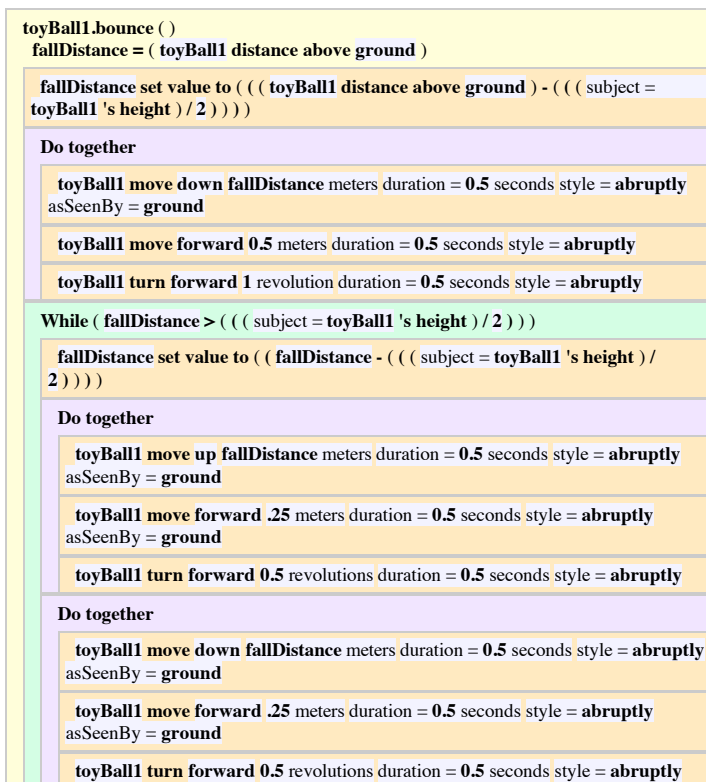 toyBall1.bounce ( )
fallDistance = ( toyBall1 distance above ground )
fallDistance set value to ( ( ( toyBall1 distance above ground ) - ( ( ( subject =
toyBall1 's height ) / 2 ) ) ) )
Do together
toyBall1 move down fallDistance meters duration = 0.5 seconds style = abruptly
asSeenBy = ground
toyBall1 move forward 0.5 meters duration = 0.5 seconds style = abruptly
toyBall1 turn forward 1 revolution duration = 0.5 seconds style = abruptly
While ( fallDistance > ( ( ( subject = toyBall1 's height ) / 2 ) ) )
fallDistance set value to ( ( fallDistance - ( ( ( subject = toyBall1 's height ) /
2 ) ) ) )
Do together
toyBall1 move up fallDistance meters duration = 0.5 seconds style = abruptly
asSeenBy = ground
toyBall1 move forward .25 meters duration = 0.5 seconds style = abruptly
asSeenBy = ground
toyBall1 turn forward 0.5 revolutions duration = 0.5 seconds style = abruptly
Do together
toyBall1 move down fallDistance meters duration = 0.5 seconds style = abruptly
asSeenBy = ground
toyBall1 move forward .25 meters duration = 0.5 seconds style = abruptly
asSeenBy = ground
toyBall1 turn forward 0.5 revolutions duration = 0.5 seconds style = abruptly